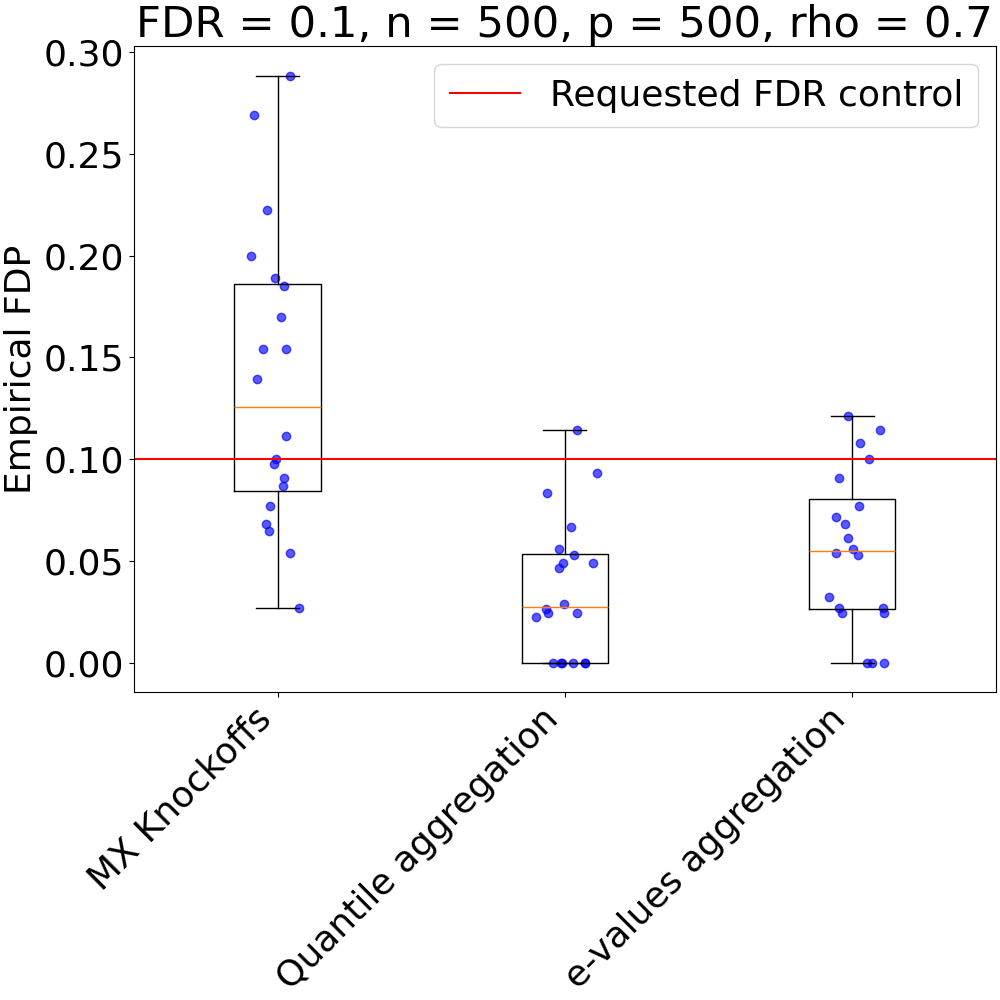 FDR = 0.1, n = 500, p = 500, rho = 0.7
Requested FDR control
Empirical FDP
0.30
0.25
0.20
0.15
0.10
0.05
0.00
MX Knockoffs
Quantile aggregation
e-values aggregation